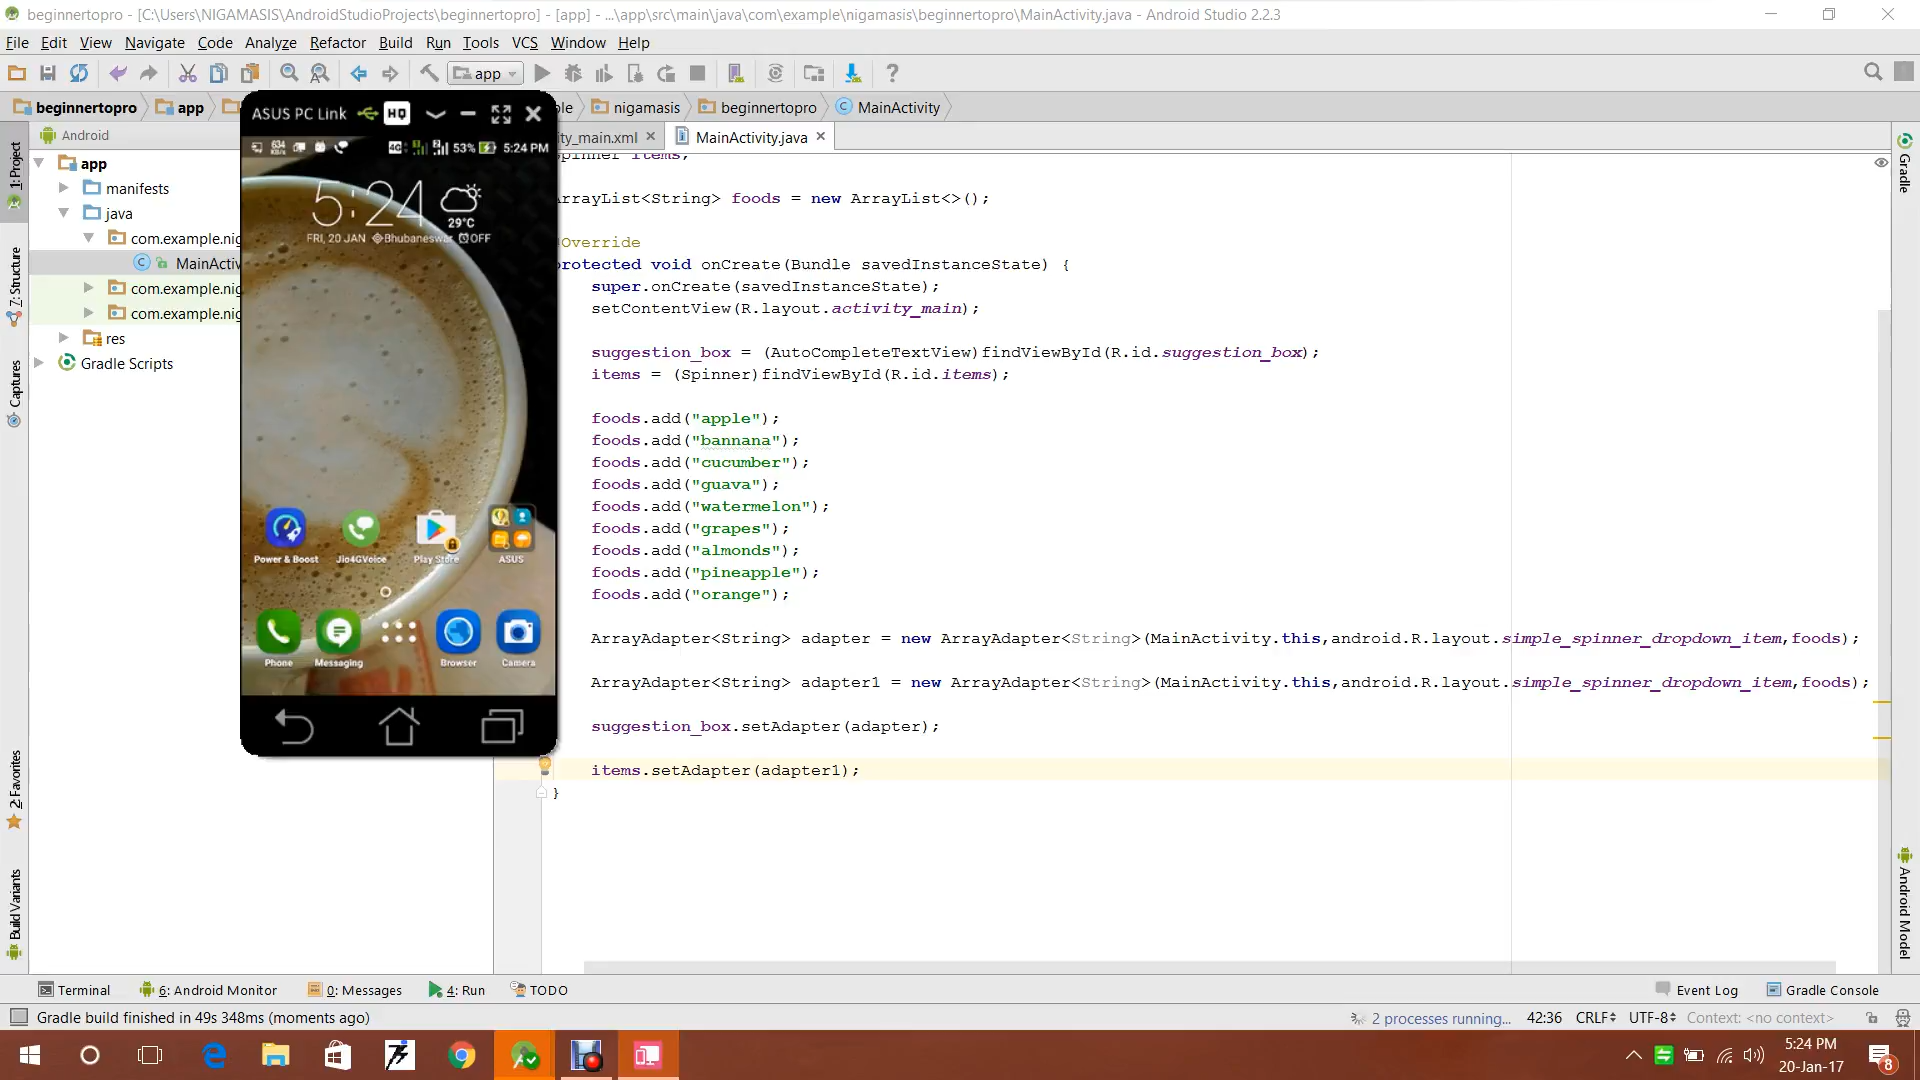 beginnertopro - [C:\Users\NIGAMASIS\AndroidStudioProjects\beginnertopro] - [app] - ...\app\src\main\java\com\example\nigamasis\beginnertopro\MainActivity.java - Android Studio 2.2.3
File Edit View Navigate Code Analyze Refactor Build Run Tools VCS Window Help
app
beginnertopro app le nigamasis beginnertopro MainActivity
Android
ty_main.xml MainActivity.java
1: Project
7: Structure
Captures
2: Favorites
Build Variants
app
manifests
java
com.example.nig
MainActiv
com.example.nig
com.example.nig
res
Gradle Scripts
ASUS PC Link HQ
634 4G 53% 5:24 PM
5:24
29°C
FRI, 20 JAN Bhubaneswar OFF
Power & Boost Jio4GVoice Play Store ASUS
Phone Messaging Browser Camera
Spinner items;
ArrayList<String> foods = new ArrayList<>();
Override
protected void onCreate(Bundle savedInstanceState) {
super.onCreate(savedInstanceState);
setContentView(R.layout.activity_main);
suggestion_box = (AutoCompleteTextView)findViewById(R.id.suggestion_box);
items = (Spinner)findViewById(R.id.items);
foods.add("apple");
foods.add("bannana");
foods.add("cucumber");
foods.add("guava");
foods.add("watermelon");
foods.add("grapes");
foods.add("almonds");
foods.add("pineapple");
foods.add("orange");
ArrayAdapter<String> adapter = new ArrayAdapter<String>(MainActivity.this,android.R.layout.simple_spinner_dropdown_item,foods);
ArrayAdapter<String> adapter1 = new ArrayAdapter<String>(MainActivity.this,android.R.layout.simple_spinner_dropdown_item,foods);
suggestion_box.setAdapter(adapter);
items.setAdapter(adapter1);
}
Gradle
Android Model
Terminal 6: Android Monitor 0: Messages 4: Run TODO Event Log Gradle Console
Gradle build finished in 49s 348ms (moments ago) 2 processes running... 42:36 CRLF UTF-8 Context: <no context>
5:24 PM
20-Jan-17
8